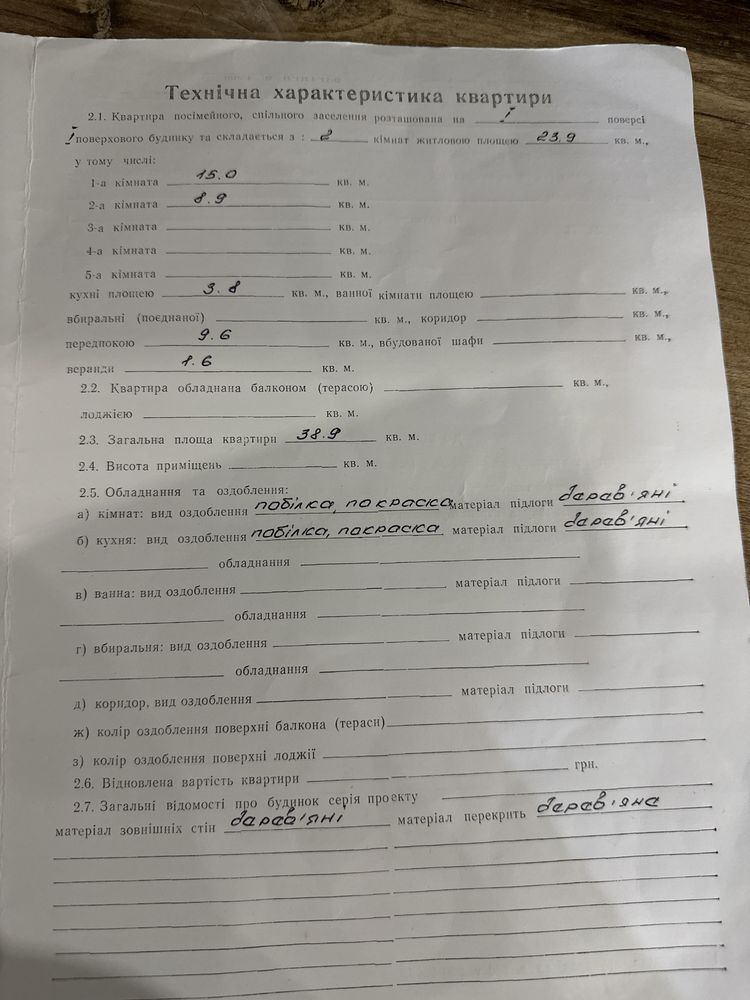 Технічна характеристика квартири
2.1. Квартира посімейного, спільного заселення розташована на I поверсі
I поверхового будинку та складається з : 2 кімнат житловою площею 23.9 кв. м.,
у тому числі:
1-а кімната 15.0 кв. м.
2-а кімната 8.9 кв. м.
3-а кімната кв. м.
4-а кімната кв. м.
5-а кімната кв. м.
кухні площею 3.8 кв. м., ванної кімнати площею кв. м.,
вбиральні (поєднаної) кв. м., коридор кв. м.,
передпокою 9.6 кв. м., вбудованої шафи кв. м.,
веранди 1.6 кв. м.
2.2. Квартира обладнана балконом (терасою) кв. м.,
лоджією кв. м.
2.3. Загальна площа квартири 38.9 кв. м.
2.4. Висота приміщень кв. м.
2.5. Обладнання та оздоблення:
а) кімнат: вид оздоблення побілка, покраска матеріал підлоги дарав'яні
б) кухня: вид оздоблення побілка, покраска матеріал підлоги дарав'яні
обладнання
в) ванна: вид оздоблення матеріал підлоги
обладнання
г) вбиральня: вид оздоблення матеріал підлоги
обладнання
д) коридор, вид оздоблення матеріал підлоги
ж) колір оздоблення поверхні балкона (тераси)
з) колір оздоблення поверхні лоджії
2.6. Відновлена вартість квартири грн.
2.7. Загальні відомості про будинок серія проекту
матеріал зовнішніх стін дарав'яні матеріал перекрить дарав'яна